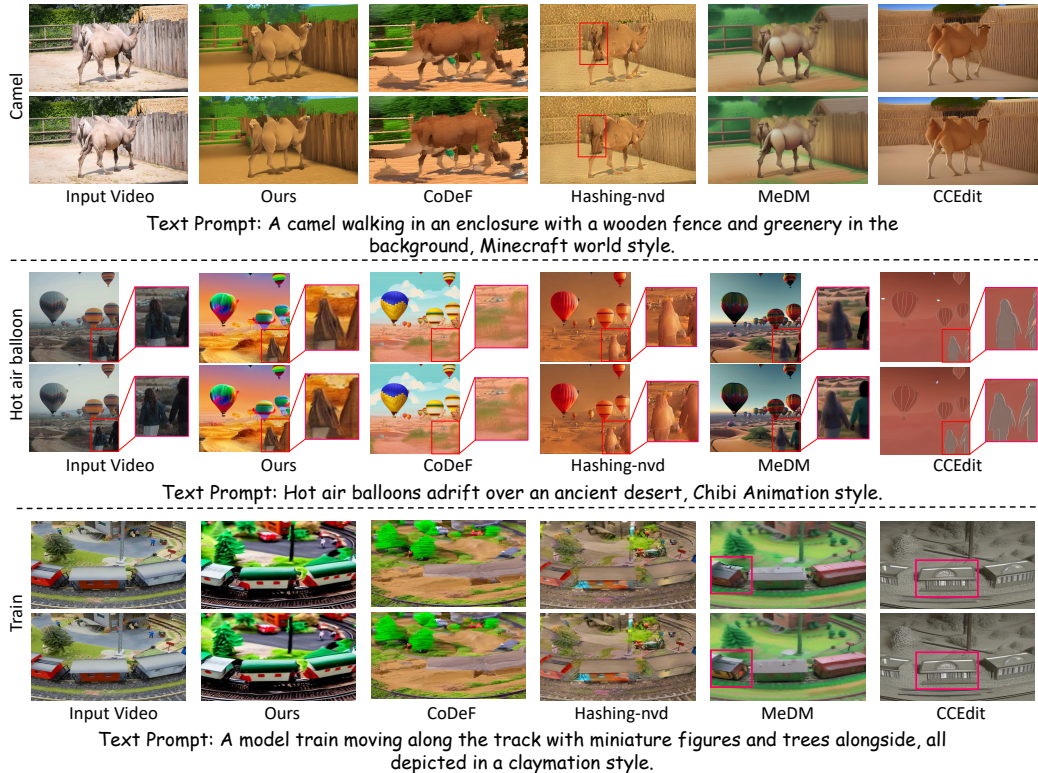 Camel
Input Video
Ours
CoDeF
Hashing-nvd
MeDM
CCEdit
Text Prompt: A camel walking in an enclosure with a wooden fence and greenery in the
background, Minecraft world style.
Hot air balloon
Input Video
Ours
CoDeF
Hashing-nvd
MeDM
CCEdit
Text Prompt: Hot air balloons adrift over an ancient desert, Chibi Animation style.
Train
Input Video
Ours
CoDeF
Hashing-nvd
MeDM
CCEdit
Text Prompt: A model train moving along the track with miniature figures and trees alongside, all
depicted in a claymation style.